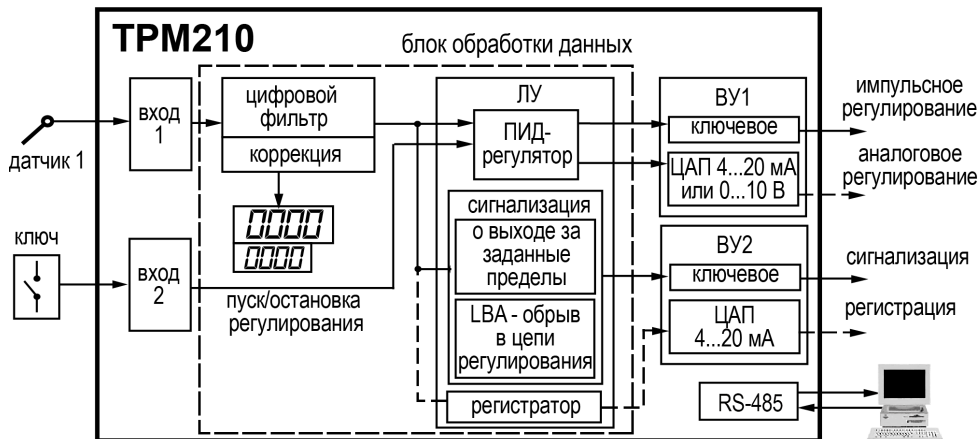 ТРМ210
блок обработки данных
датчик 1
вход
1
цифровой
фильтр
коррекция
0000
0000
ключ
вход
2
пуск/остановка
регулирования
ЛУ
ПИД-
регулятор
сигнализация
о выходе за
заданные
пределы
LBA - обрыв
в цепи
регулирования
регистратор
ВУ1
ключевое
ЦАП 4...20 мА
или 0...10 В
ВУ2
ключевое
ЦАП
4...20 мА
RS-485
импульсное
регулирование
аналоговое
регулирование
сигнализация
регистрация